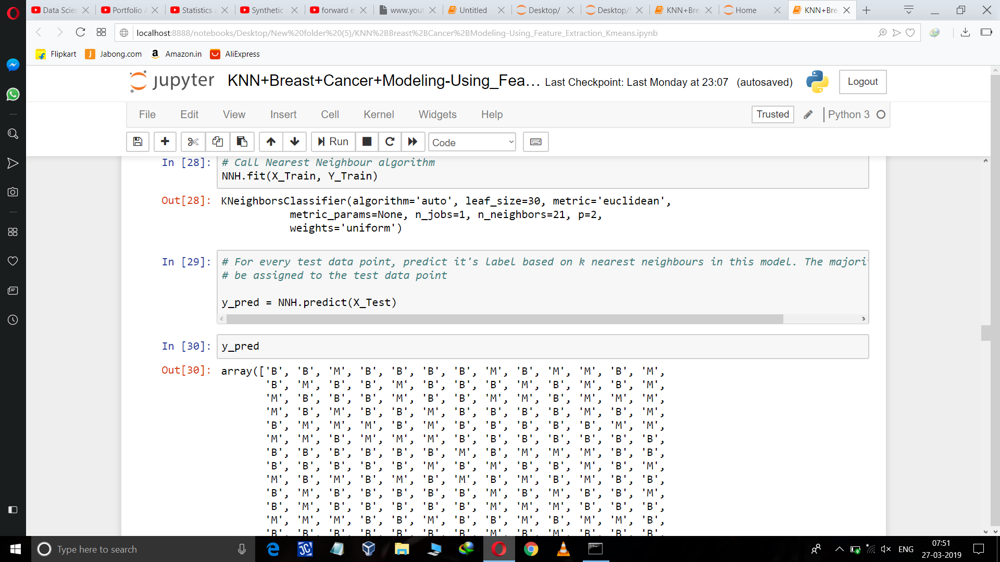 Data Scier
Portfolio A
Statistics a
Synthetic
forward e
www.yout
Untitled
Desktop/
Desktop/
KNN+Bre
Home
KNN+Bre
localhost:8888/notebooks/Desktop/New%20folder%20(5)/KNN%2BBreast%2BCancer%2BModeling-Using_Feature_Extraction_Kmeans.ipynb
Flipkart
Jabong.com
Amazon.in
AliExpress
jupyter KNN+Breast+Cancer+Modeling-Using_Fea… Last Checkpoint: Last Monday at 23:07 (autosaved)
Logout
File Edit View Insert Cell Kernel Widgets Help
Trusted
Python 3
Run
Code
In [28]: # Call Nearest Neighbour algorithm
NNH.fit(X_Train, Y_Train)
Out[28]: KNeighborsClassifier(algorithm='auto', leaf_size=30, metric='euclidean',
metric_params=None, n_jobs=1, n_neighbors=21, p=2,
weights='uniform')
In [29]: # For every test data point, predict it's label based on k nearest neighbours in this model. The majori
# be assigned to the test data point
y_pred = NNH.predict(X_Test)
In [30]: y_pred
Out[30]: array(['B', 'B', 'M', 'B', 'B', 'B', 'B', 'M', 'B', 'M', 'M', 'B', 'M',
'B', 'M', 'B', 'B', 'M', 'B', 'B', 'B', 'M', 'B', 'M', 'B', 'M',
'M', 'B', 'B', 'B', 'M', 'B', 'B', 'M', 'M', 'B', 'M', 'M', 'M',
'M', 'B', 'M', 'B', 'B', 'M', 'B', 'B', 'B', 'B', 'M', 'B', 'M',
'B', 'M', 'M', 'M', 'B', 'M', 'B', 'B', 'B', 'B', 'B', 'M', 'M',
'M', 'M', 'B', 'M', 'M', 'M', 'B', 'B', 'B', 'B', 'B', 'B', 'B',
'B', 'B', 'B', 'B', 'B', 'B', 'M', 'B', 'M', 'M', 'M', 'B', 'B',
'B', 'B', 'B', 'B', 'B', 'M', 'B', 'M', 'B', 'B', 'M', 'B', 'M',
'M', 'B', 'M', 'B', 'M', 'B', 'M', 'B', 'M', 'B', 'M', 'B', 'B',
'B', 'M', 'B', 'B', 'B', 'B', 'B', 'M', 'B', 'M', 'B', 'B', 'M',
'B', 'M', 'B', 'B', 'B', 'B', 'B', 'M', 'M', 'M', 'B', 'B', 'B',
'M', 'M', 'M', 'B', 'B', 'M', 'B', 'B', 'M', 'B', 'M', 'M', 'B',
'B', 'B', 'B', 'B', 'B', 'B', 'B', 'M', 'B', 'M', 'B', 'B', 'B',
Type here to search
JC
ENG
07:51
27-03-2019